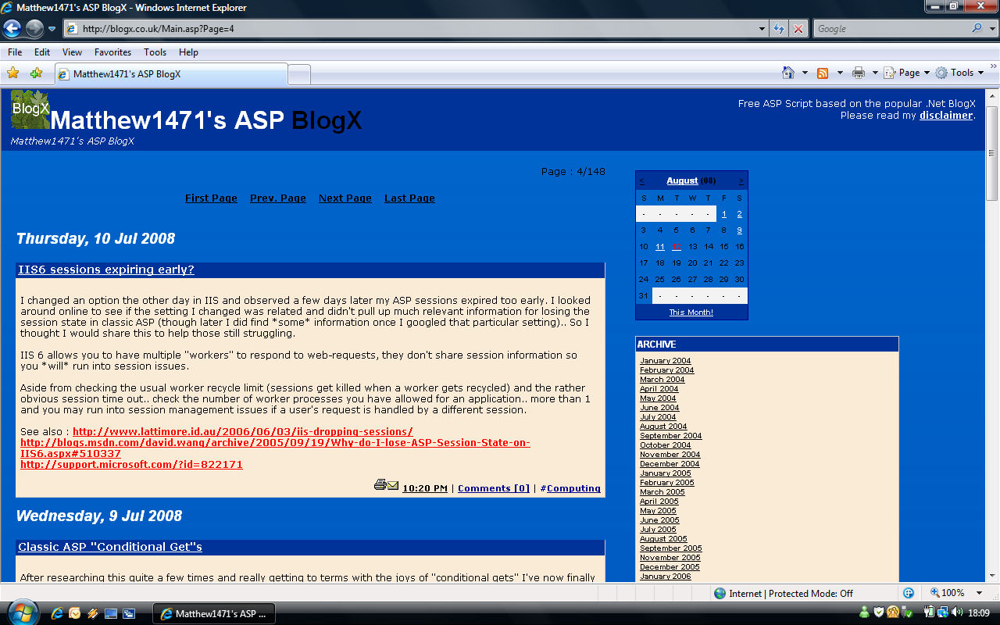 Matthew1471's ASP BlogX - Windows Internet Explorer
http://blogx.co.uk/Main.asp?Page=4
Google
File Edit View Favorites Tools Help
Matthew1471's ASP BlogX
Page Tools
BlogX
Matthew1471's ASP BlogX
Matthew1471's ASP BlogX
Free ASP Script based on the popular .Net BlogX
Please read my disclaimer.
Page : 4/148
First Page Prev. Page Next Page Last Page
Thursday, 10 Jul 2008
IIS6 sessions expiring early?
I changed an option the other day in IIS and observed a few days later my ASP sessions expired too early. I looked
around online to see if the setting I changed was related and didn't pull up much relevant information for losing the
session state in classic ASP (though later I did find *some* information once I googled that particular setting).. So I
thought I would share this to help those still struggling.
IIS 6 allows you to have multiple "workers" to respond to web-requests, they don't share session information so
you *will* run into session issues.
Aside from checking the usual worker recycle limit (sessions get killed when a worker gets recycled) and the rather
obvious session time out.. check the number of worker processes you have allowed for an application.. more than 1
and you may run into session management issues if a user's request is handled by a different session.
See also : http://www.lattimore.id.au/2006/06/03/iis-dropping-sessions/
http://blogs.msdn.com/david.wang/archive/2005/09/19/Why-do-I-lose-ASP-Session-State-on-
IIS6.aspx#510337
http://support.microsoft.com/?id=822171
10:20 PM | Comments [0] | #Computing
Wednesday, 9 Jul 2008
Classic ASP "Conditional Get"s
After researching this quite a few times and really getting to terms with the joys of "conditional gets" I've now finally
< August (08) >
S M T W T F S
- - - - - 1 2
3 4 5 6 7 8 9
10 11 13 14 15 16
17 18 19 20 21 22 23
24 25 26 27 28 29 30
31 - - - - - -
This Month!
ARCHIVE
January 2004
February 2004
March 2004
April 2004
May 2004
June 2004
July 2004
August 2004
September 2004
October 2004
November 2004
December 2004
January 2005
February 2005
March 2005
April 2005
May 2005
June 2005
July 2005
August 2005
September 2005
November 2005
December 2005
January 2006
Internet | Protected Mode: Off
100%
Matthew1471's ASP ...
18:09